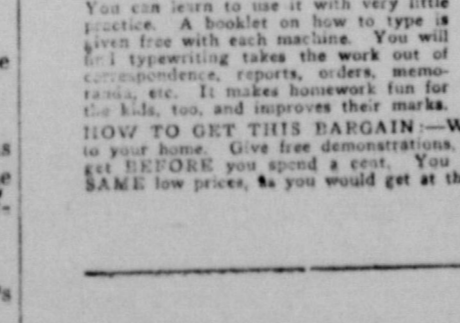 You can learn to use it with very little
practice. A booklet on how to type is
given free with each machine. You will
find typewriting takes the work out of
correspondence, reports, orders, memo-
randa, etc. It makes homework fun for
the kids, too, and improves their marks.
HOW TO GET THIS BARGAIN:—W
to your home. Give free demonstrations,
get BEFORE you spend a cent. You
SAME low prices, as you would get at th
e
s
e
-
's